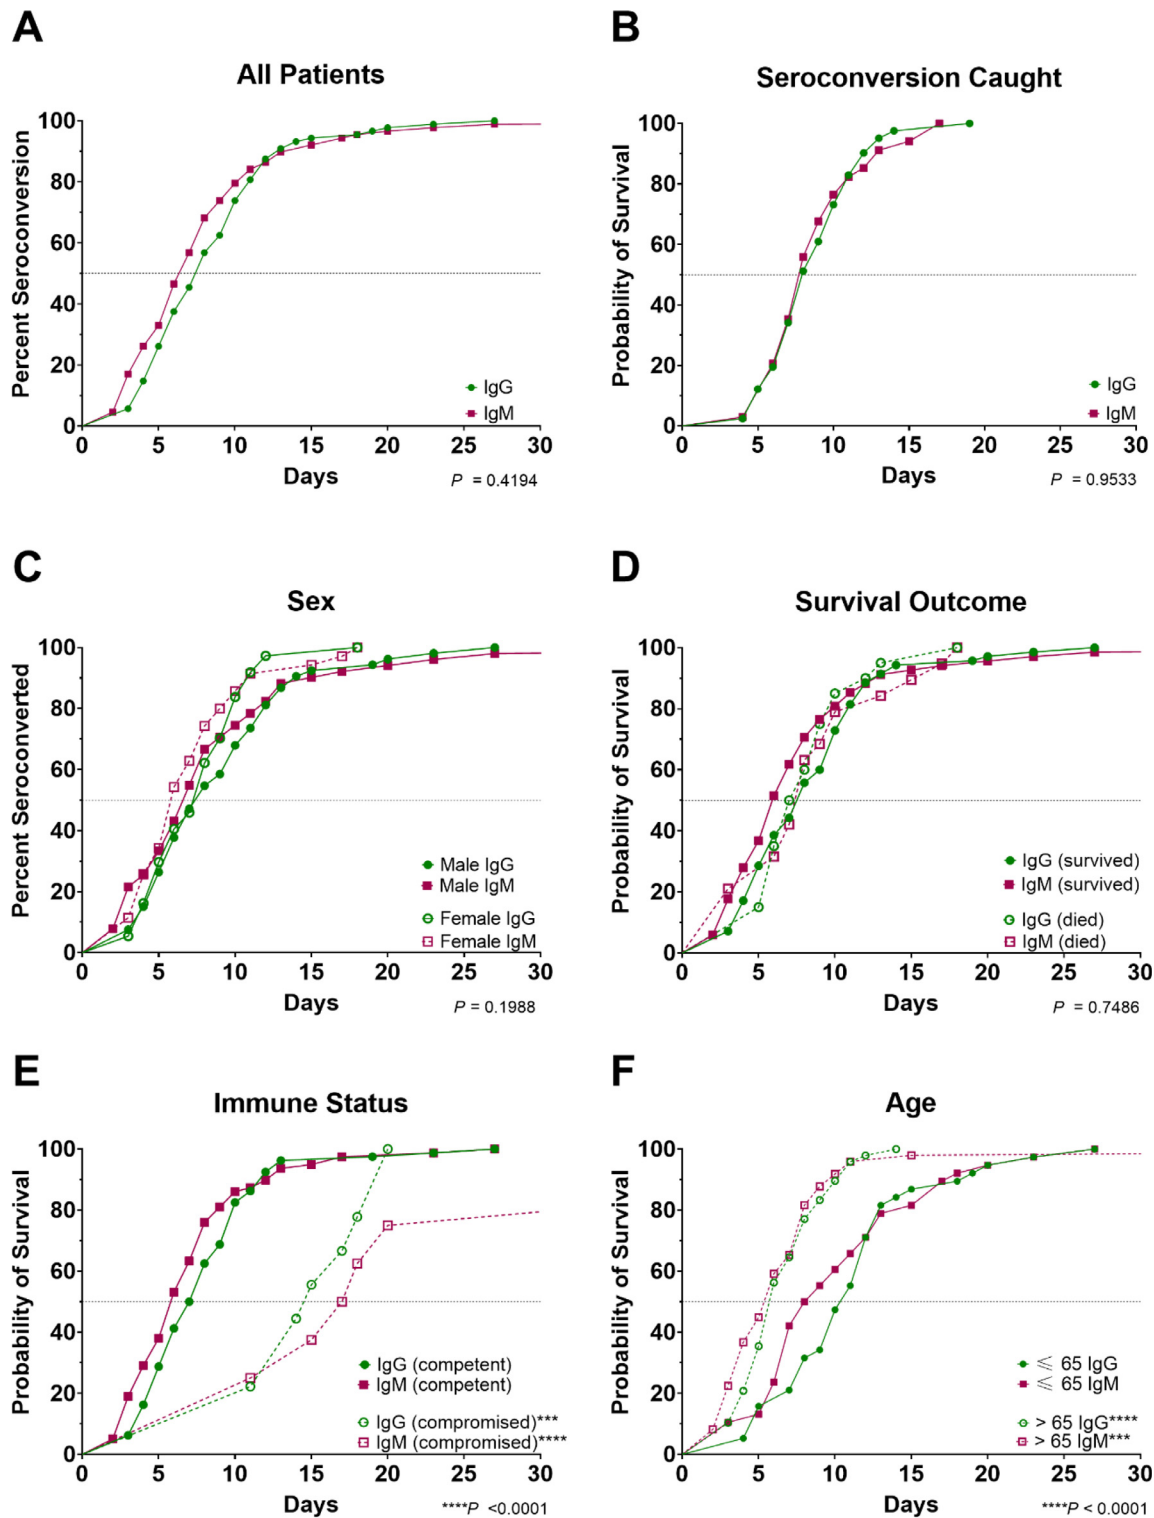 A
All Patients
Percent Seroconversion
100
80
60
40
20
0
0 5 10 15 20 25 30
Days
IgG
IgM
P = 0.4194
B
Seroconversion Caught
Probability of Survival
100
80
60
40
20
0
0 5 10 15 20 25 30
Days
IgG
IgM
P = 0.9533
C
Sex
Percent Seroconverted
100
80
60
40
20
0
0 5 10 15 20 25 30
Days
Male IgG
Male IgM
Female IgG
Female IgM
P = 0.1988
D
Survival Outcome
Probability of Survival
100
80
60
40
20
0
0 5 10 15 20 25 30
Days
IgG (survived)
IgM (survived)
IgG (died)
IgM (died)
P = 0.7486
E
Immune Status
Probability of Survival
100
80
60
40
20
0
0 5 10 15 20 25 30
Days
IgG (competent)
IgM (competent)
IgG (compromised)***
IgM (compromised)****
****P <0.0001
F
Age
Probability of Survival
100
80
60
40
20
0
0 5 10 15 20 25 30
Days
⩽ 65 IgG
⩽ 65 IgM
> 65 IgG****
> 65 IgM***
****P < 0.0001